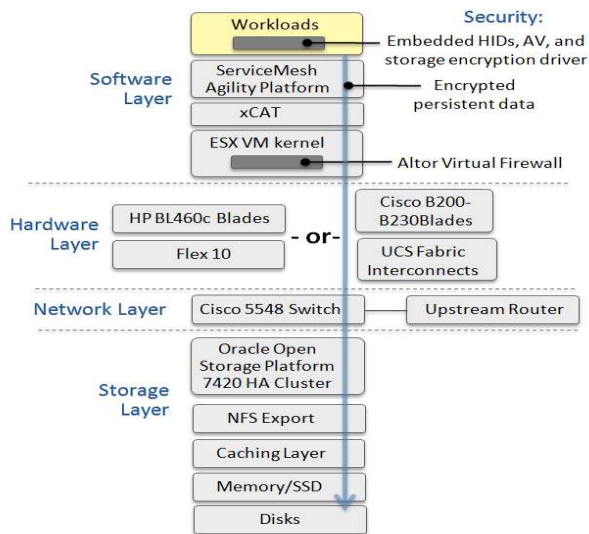 Workloads
Security:
Embedded HIDs, AV, and
storage encryption driver
Software
Layer
ServiceMesh
Agility Platform
Encrypted
persistent data
xCAT
ESX VM kernel
Altor Virtual Firewall
Hardware
Layer
HP BL460c Blades
Flex 10
- or-
Cisco B200-
B230Blades
UCS Fabric
Interconnects
Network Layer
Cisco 5548 Switch
Upstream Router
Storage
Layer
Oracle Open
Storage Platform
7420 HA Cluster
NFS Export
Caching Layer
Memory/SSD
Disks